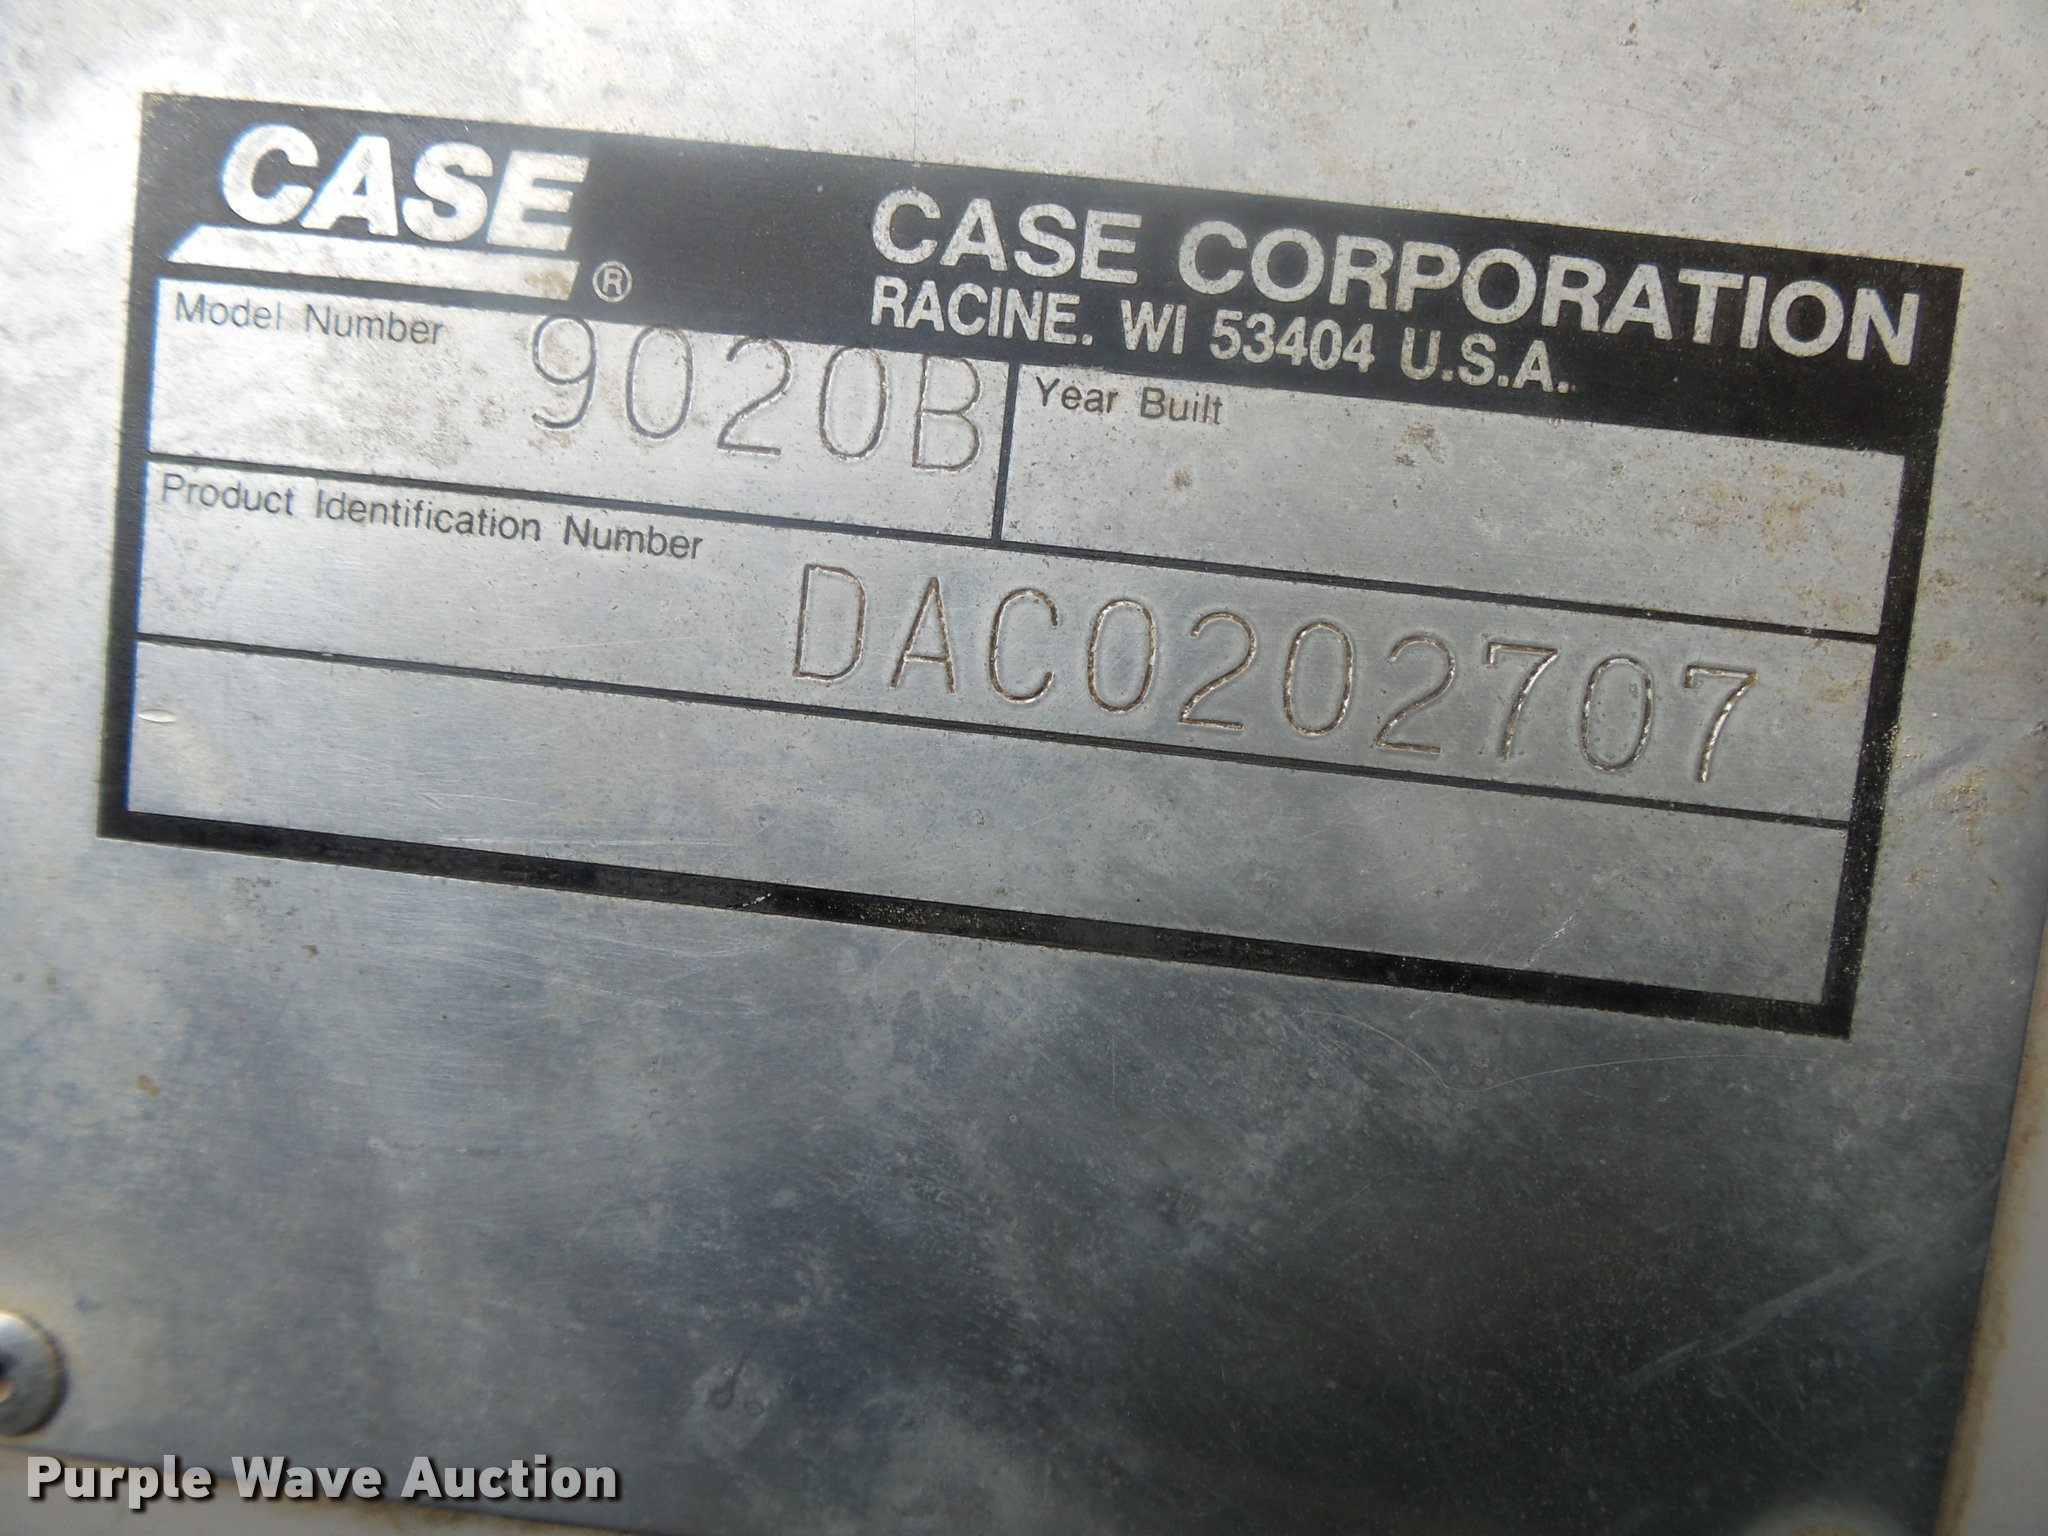 CASE®
CASE CORPORATION
RACINE. WI 53404 U.S.A.
Model Number 9020B
Year Built
Product Identification Number DAC0202707
Purple Wave Auction